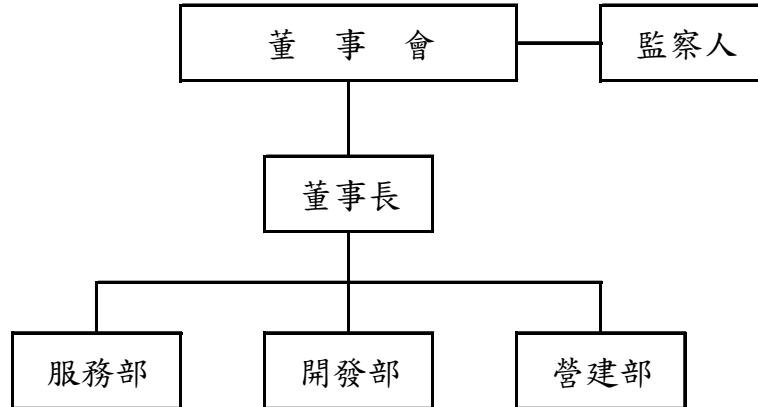 董 事 會
監察人
董事長
服務部
開發部
營建部